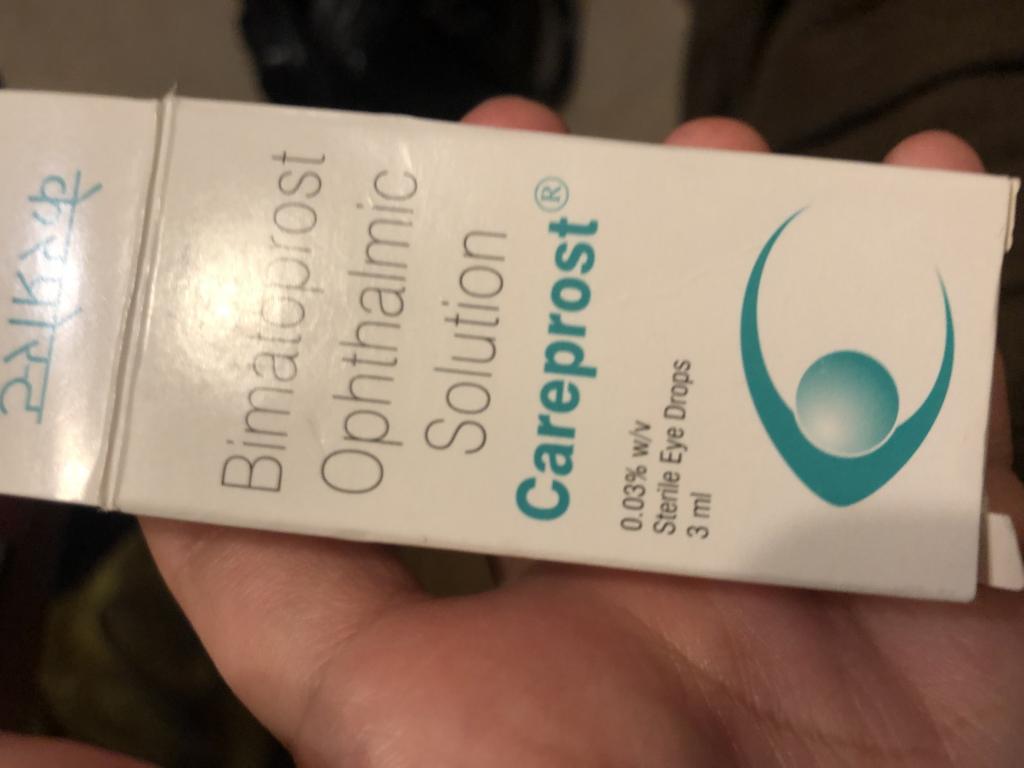 Bimatoprost
Ophthalmic
Solution
Careprost®
0.03% w/v
Sterile Eye Drops
3 ml